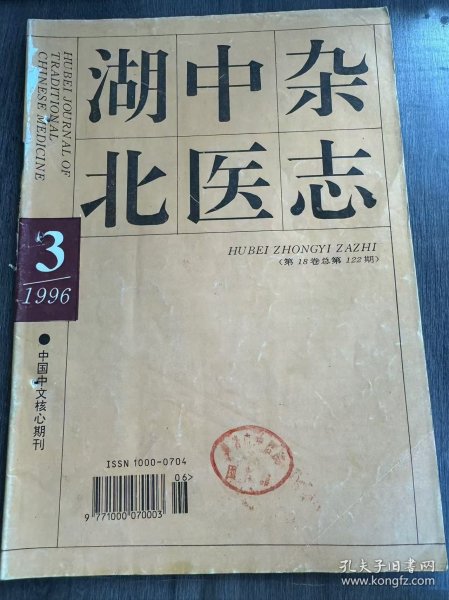 HUBEI JOURNAL OF
TRADITIONAL
CHINESE MEDICINE
湖中杂
北医志
HUBEI ZHONGYI ZAZHI
(第18卷总第122期)
3
1996
●中国中文核心期刊
ISSN 1000-0704
06>
9 771000 070003
孔夫子旧书网
www.kongfz.com